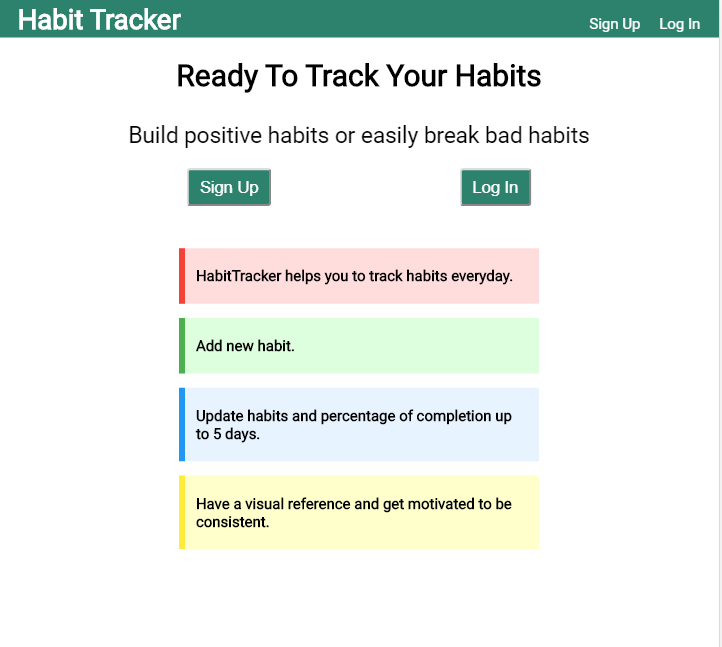 Habit Tracker
Sign Up Log In
Ready To Track Your Habits
Build positive habits or easily break bad habits
Sign Up Log In
HabitTracker helps you to track habits everyday.
Add new habit.
Update habits and percentage of completion up
to 5 days.
Have a visual reference and get motivated to be
consistent.